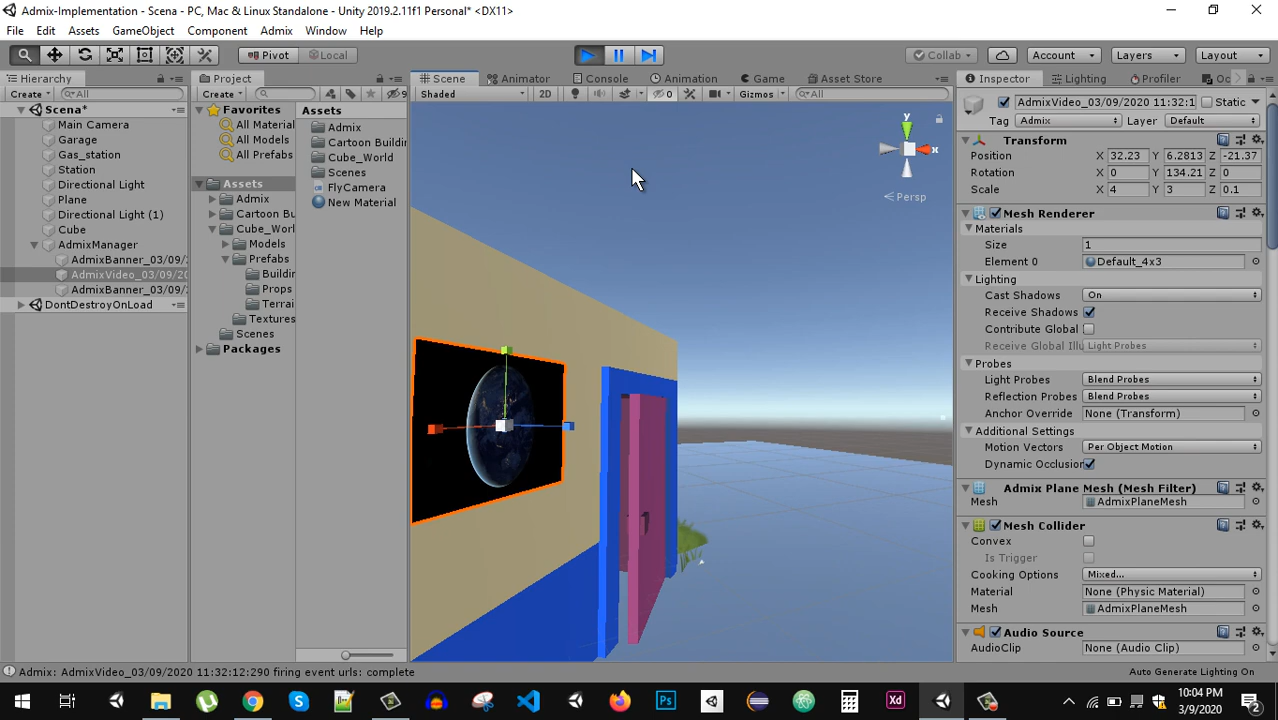 Admix-Implementation - Scena - PC, Mac & Linux Standalone - Unity 2019.2.11f1 Personal* <DX11>
File Edit Assets GameObject Component Admix Window Help
Pivot Local Collab Account Layers Layout
Hierarchy Project Scene Animator Console Animation Game Asset Store Inspector Lighting Profiler Oc
Create All Create Shaded 2D 0 Gizmos All
AdmixVideo_03/09/2020 11:32:1 Static
Tag Admix Layer Default
Scena*
Main Camera
Garage
Gas_station
Station
Directional Light
Plane
Directional Light (1)
Cube
AdmixManager
AdmixBanner_03/09/
AdmixVideo_03/09/20
AdmixBanner_03/09/
DontDestroyOnLoad
Favorites
All Material
All Models
All Prefabs
Assets
Admix
Cartoon Bu
Cube_Worl
Models
Prefabs
Buildin
Props
Terrai
Textures
Scenes
Packages
Assets
Admix
Cartoon Buildin
Cube_World
Scenes
FlyCamera
New Material
y
x
Persp
Transform
Position X 32.23 Y 6.2813 Z -21.37
Rotation X 0 Y 134.21 Z 0
Scale X 4 Y 3 Z 0.1
Mesh Renderer
Materials
Size 1
Element 0 Default_4x3
Lighting
Cast Shadows On
Receive Shadows
Contribute Global
Receive Global Illu Light Probes
Probes
Light Probes Blend Probes
Reflection Probes Blend Probes
Anchor Override None (Transform)
Additional Settings
Motion Vectors Per Object Motion
Dynamic Occlusion
Admix Plane Mesh (Mesh Filter)
Mesh AdmixPlaneMesh
Mesh Collider
Convex
Is Trigger
Cooking Options Mixed...
Material None (Physic Material)
Mesh AdmixPlaneMesh
Audio Source
AudioClip None (Audio Clip)
Admix: AdmixVideo_03/09/2020 11:32:12:290 firing event urls: complete
Auto Generate Lighting On
Ps
Xd
10:04 PM
3/9/2020
2